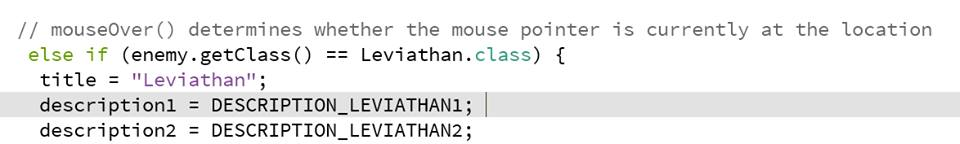 // mouseOver() determines whether the mouse pointer is currently at the location
else if (enemy.getClass() == Leviathan.class) {
title = "Leviathan";
description1 = DESCRIPTION_LEVIATHAN1;
description2 = DESCRIPTION_LEVIATHAN2;